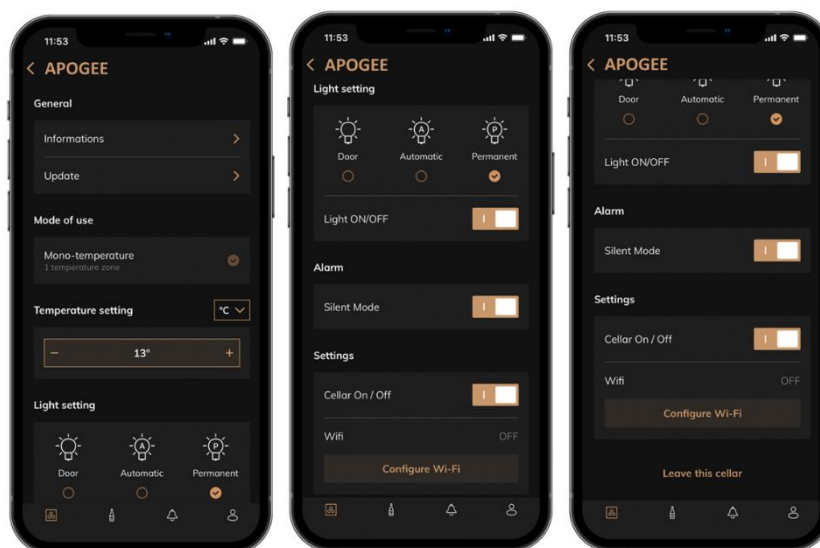 11:53
APOGEE
General
Informations
Update
Mode of use
Mono-temperature
1 temperature zone
Temperature setting °C
− 13° +
Light setting
A P
Door Automatic Permanent
11:53
APOGEE
Light setting
A P
Door Automatic Permanent
Light ON/OFF I
Alarm
Silent Mode I
Settings
Cellar On / Off I
Wifi OFF
Configure Wi-Fi
11:53
APOGEE
Door Automatic Permanent
Light ON/OFF I
Alarm
Silent Mode I
Settings
Cellar On / Off I
Wifi OFF
Configure Wi-Fi
Leave this cellar